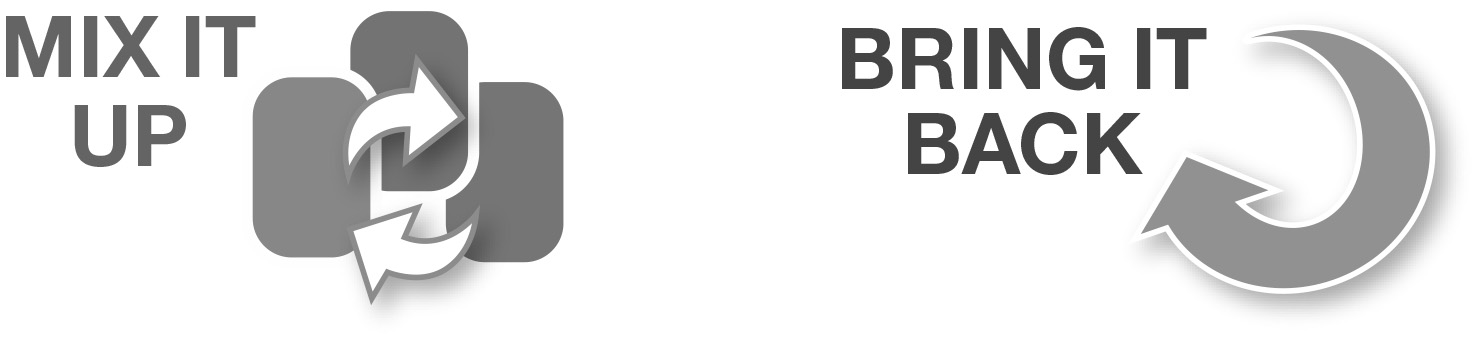 MIX IT
UP
BRING IT
BACK